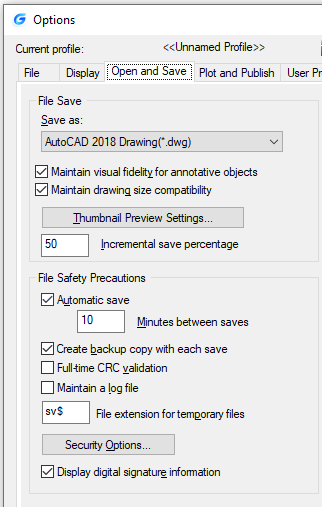 Options
Current profile: <<Unnamed Profile>>
File Display Open and Save Plot and Publish User Pr
File Save
Save as:
AutoCAD 2018 Drawing(*.dwg)
Maintain visual fidelity for annotative objects
Maintain drawing size compatibility
Thumbnail Preview Settings...
50 Incremental save percentage
File Safety Precautions
Automatic save
10 Minutes between saves
Create backup copy with each save
Full-time CRC validation
Maintain a log file
sv$ File extension for temporary files
Security Options...
Display digital signature information